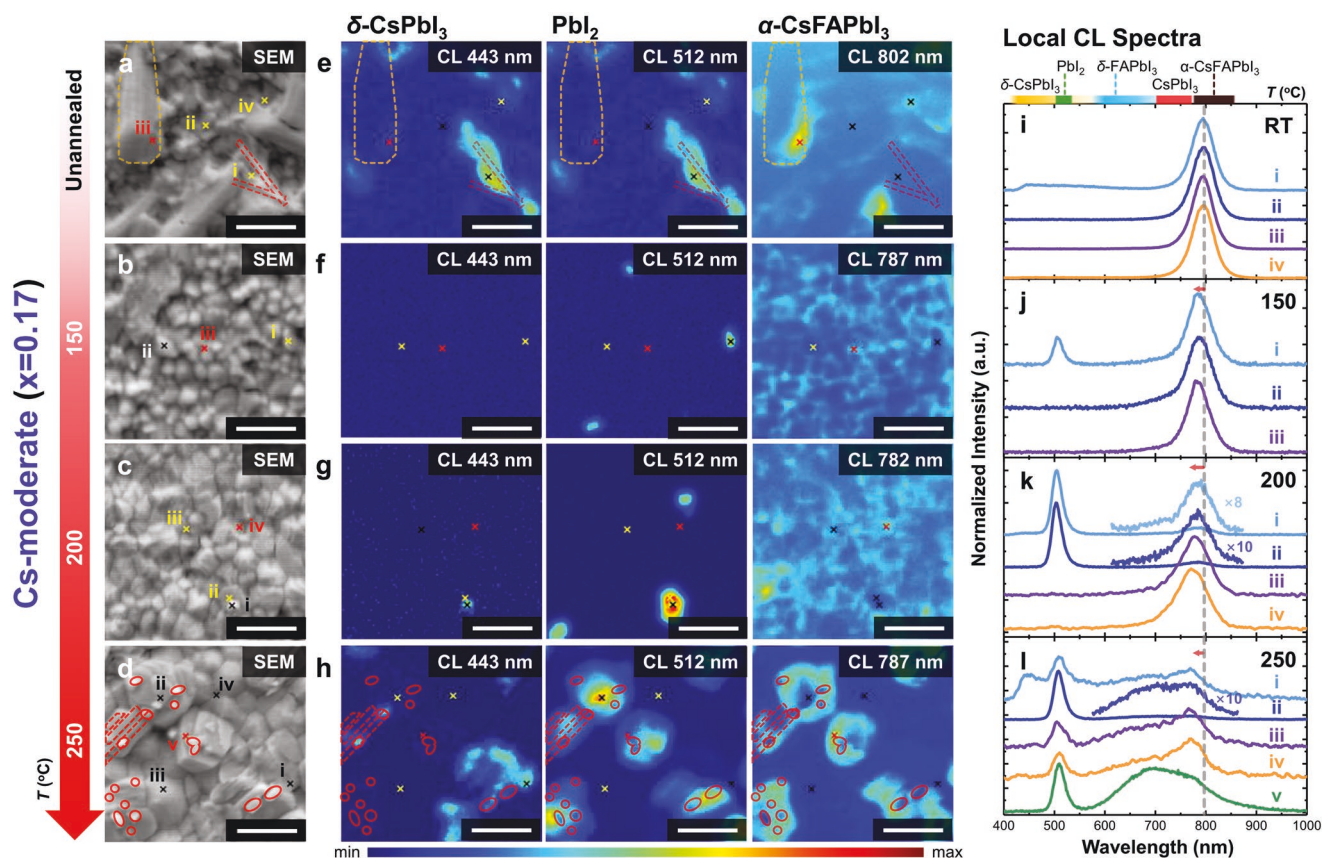 δ-CsPbI3 PbI2 α-CsFAPbI3
Local CL Spectra
δ-CsPbI3 PbI2 δ-FAPbI3 CsPbI3 α-CsFAPbI3
T (°C)
Cs-moderate (x=0.17)
Unannealed
150
200
250
T (°C)
a SEM
iii ii iv i
e CL 443 nm CL 512 nm CL 802 nm
b SEM
ii iii i
f CL 443 nm CL 512 nm CL 787 nm
c SEM
iii iv ii i
g CL 443 nm CL 512 nm CL 782 nm
d SEM
ii iv v iii i
h CL 443 nm CL 512 nm CL 787 nm
min max
Normalized Intensity (a.u.)
i RT
i
ii
iii
iv
j 150
i
ii
iii
k 200
×8
i
×10
ii
iii
iv
l 250
i
×10
ii
iii
iv
v
400 500 600 700 800 900 1000
Wavelength (nm)